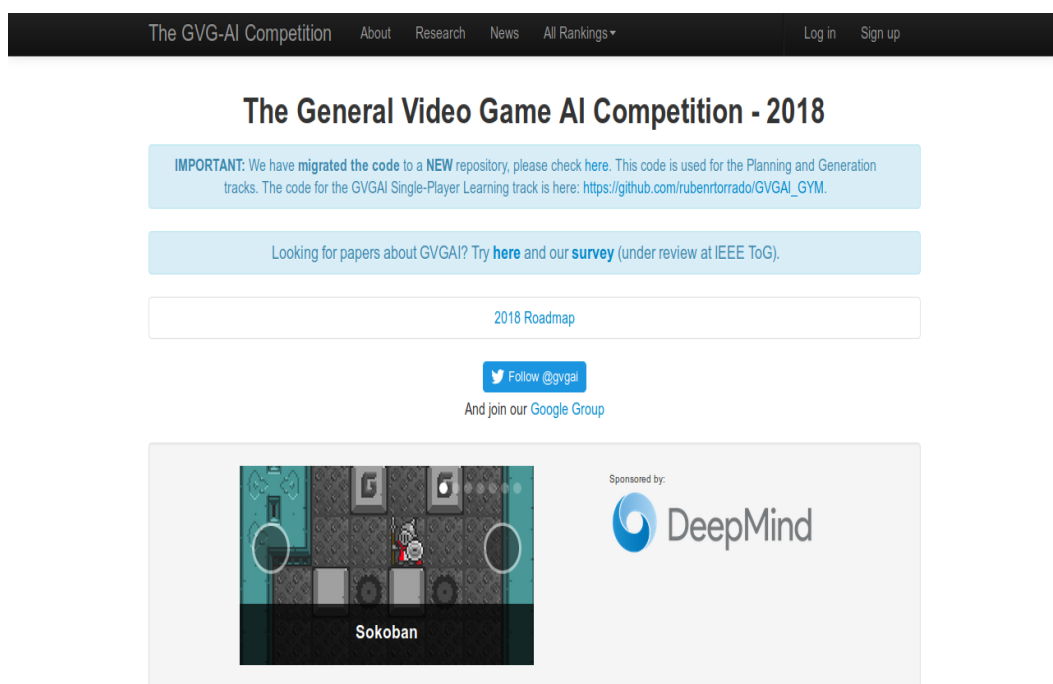 The GVG-AI Competition About Research News All Rankings Log in Sign up
The General Video Game AI Competition - 2018
IMPORTANT: We have migrated the code to a NEW repository, please check here. This code is used for the Planning and Generation
tracks. The code for the GVGAI Single-Player Learning track is here: https://github.com/rubenrtorrado/GVGAI_GYM.
Looking for papers about GVGAI? Try here and our survey (under review at IEEE ToG).
2018 Roadmap
Follow @gvgai
And join our Google Group
G G
Sokoban
Sponsored by:
DeepMind